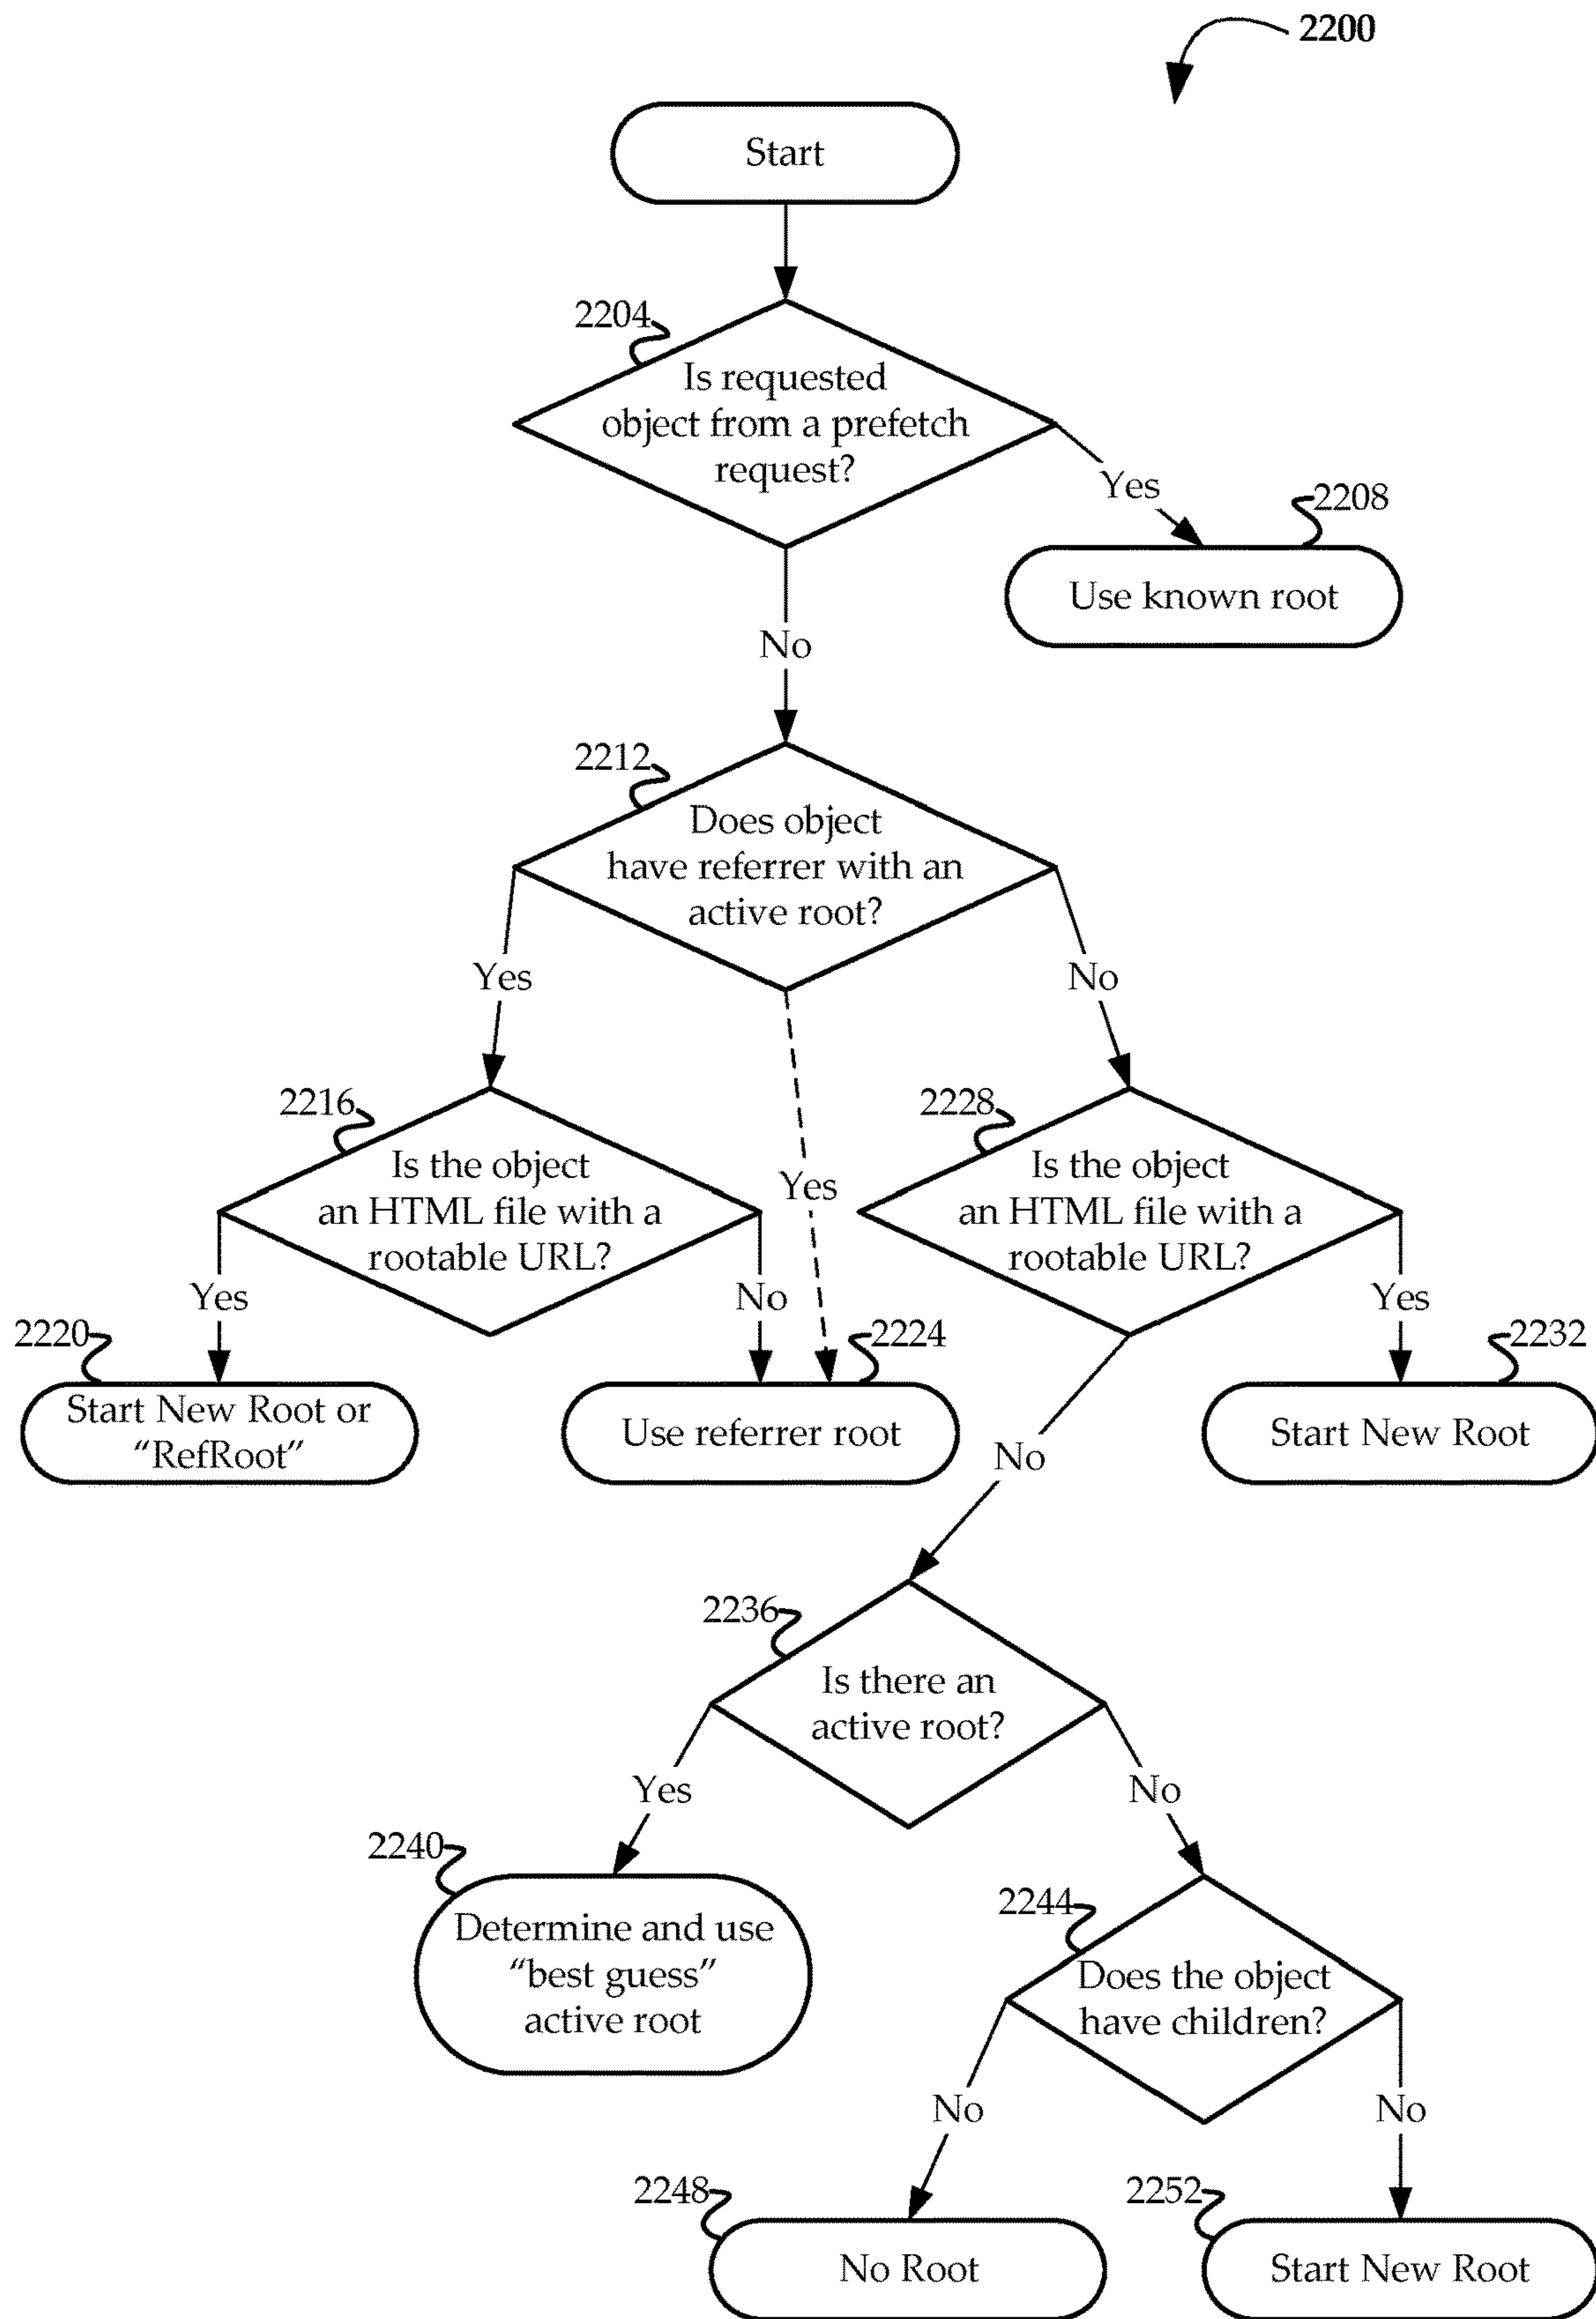 2200
Start
2204
Is requested
object from a prefetch
request?
Yes
2208
Use known root
No
2212
Does object
have referrer with an
active root?
Yes
No
2216
Is the object
an HTML file with a
rootable URL?
Yes
2228
Is the object
an HTML file with a
rootable URL?
Yes
No
Yes
2220
Start New Root or
“RefRoot”
2224
Use referrer root
2232
Start New Root
No
2236
Is there an
active root?
Yes
No
2240
Determine and use
“best guess”
active root
2244
Does the object
have children?
No
No
2248
No Root
2252
Start New Root